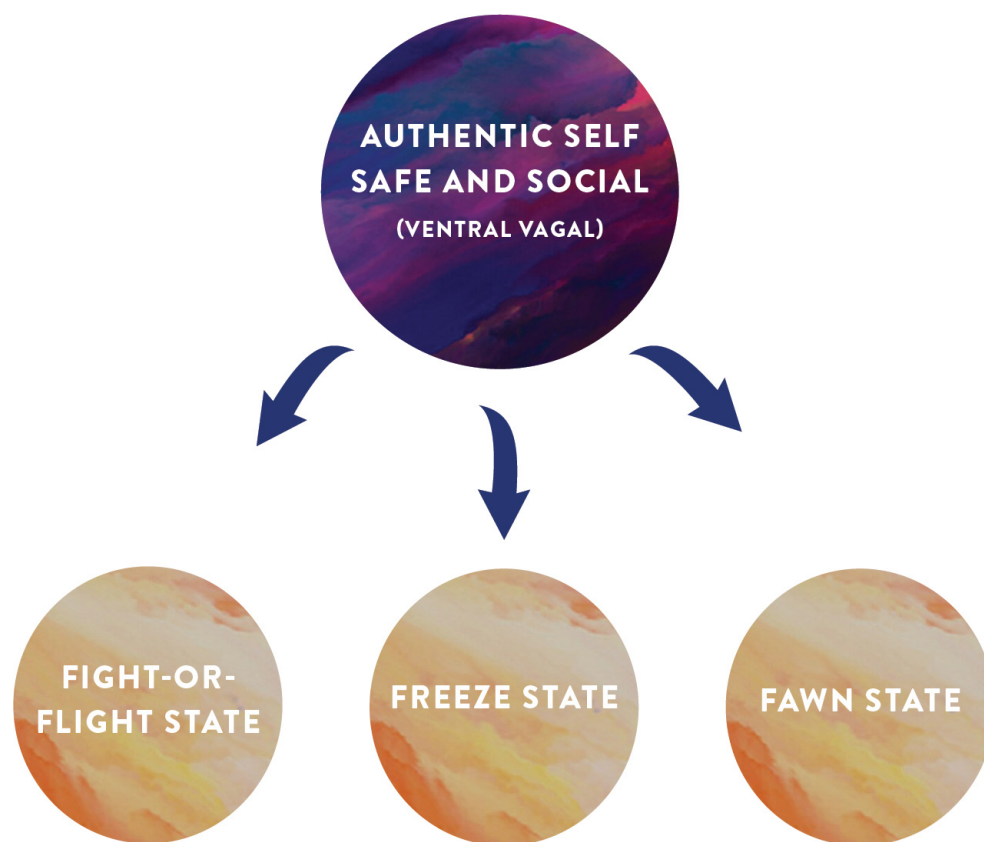 AUTHENTIC SELF
SAFE AND SOCIAL
(VENTRAL VAGAL)
FIGHT-OR-
FLIGHT STATE
FREEZE STATE
FAWN STATE